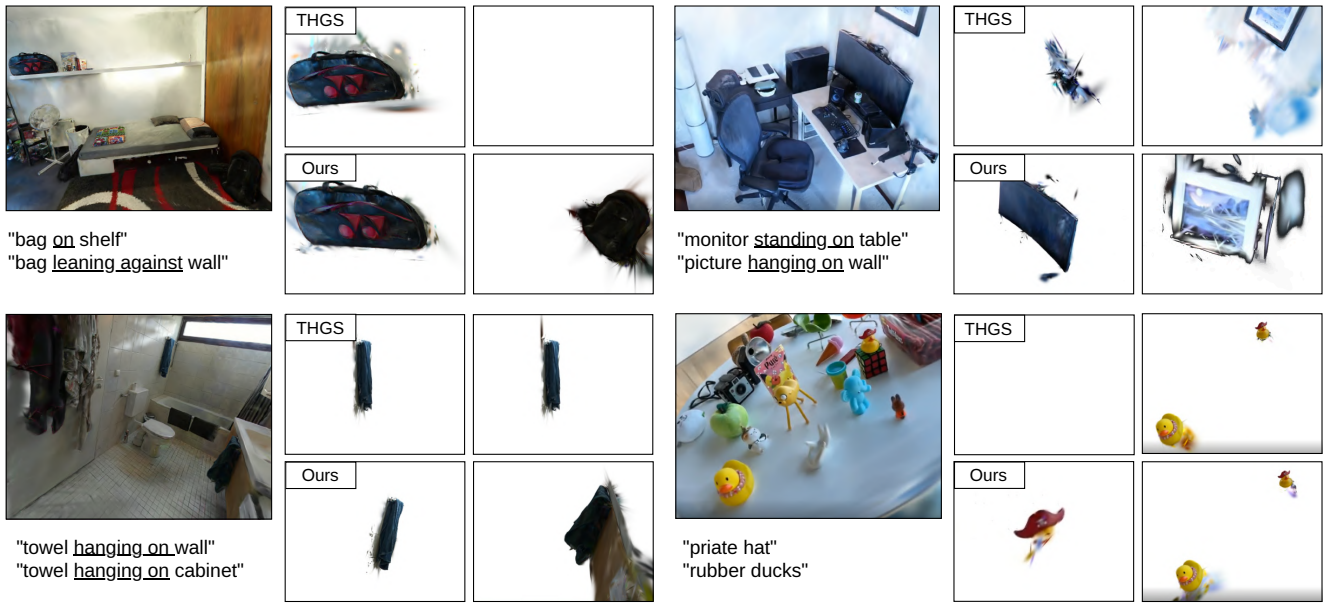 THGS
Ours
"bag on shelf"
"bag leaning against wall"
THGS
Ours
"monitor standing on table"
"picture hanging on wall"
THGS
Ours
"towel hanging on wall"
"towel hanging on cabinet"
THGS
Ours
"priate hat"
"rubber ducks"